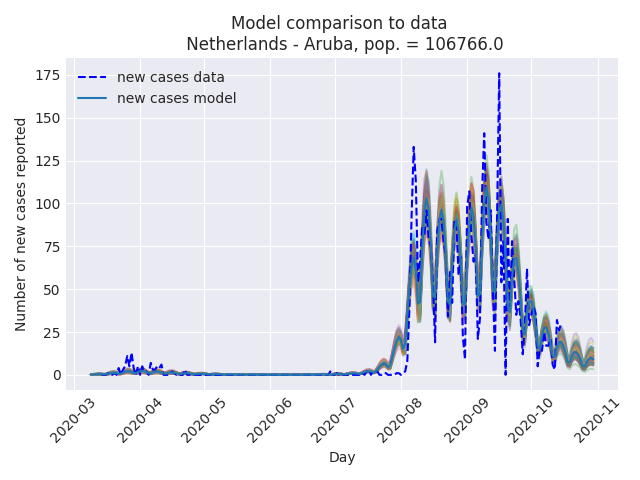 Model comparison to data
Netherlands - Aruba, pop. = 106766.0
new cases data
new cases model
Number of new cases reported
175
150
125
100
75
50
25
0
2020-03
2020-04
2020-05
2020-06
2020-07
2020-08
2020-09
2020-10
2020-11
Day